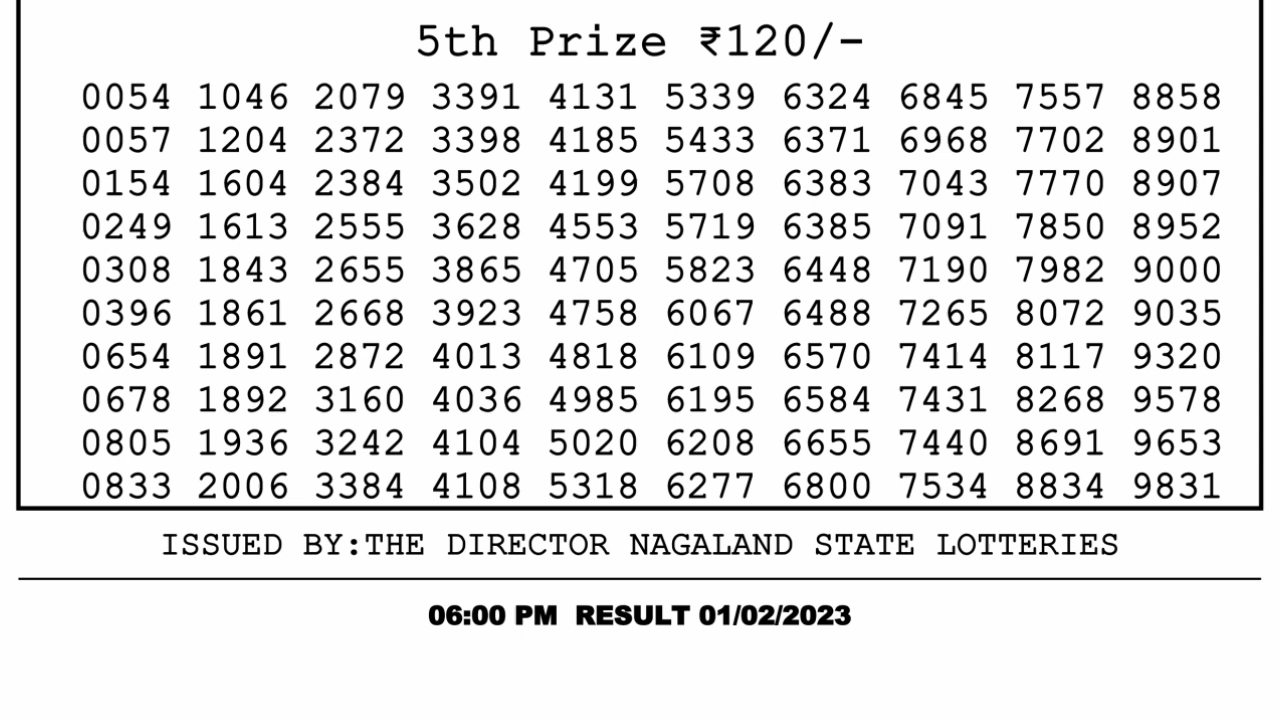 5th Prize ₹120/-
0054 1046 2079 3391 4131 5339 6324 6845 7557 8858
0057 1204 2372 3398 4185 5433 6371 6968 7702 8901
0154 1604 2384 3502 4199 5708 6383 7043 7770 8907
0249 1613 2555 3628 4553 5719 6385 7091 7850 8952
0308 1843 2655 3865 4705 5823 6448 7190 7982 9000
0396 1861 2668 3923 4758 6067 6488 7265 8072 9035
0654 1891 2872 4013 4818 6109 6570 7414 8117 9320
0678 1892 3160 4036 4985 6195 6584 7431 8268 9578
0805 1936 3242 4104 5020 6208 6655 7440 8691 9653
0833 2006 3384 4108 5318 6277 6800 7534 8834 9831
ISSUED BY:THE DIRECTOR NAGALAND STATE LOTTERIES
06:00 PM RESULT 01/02/2023